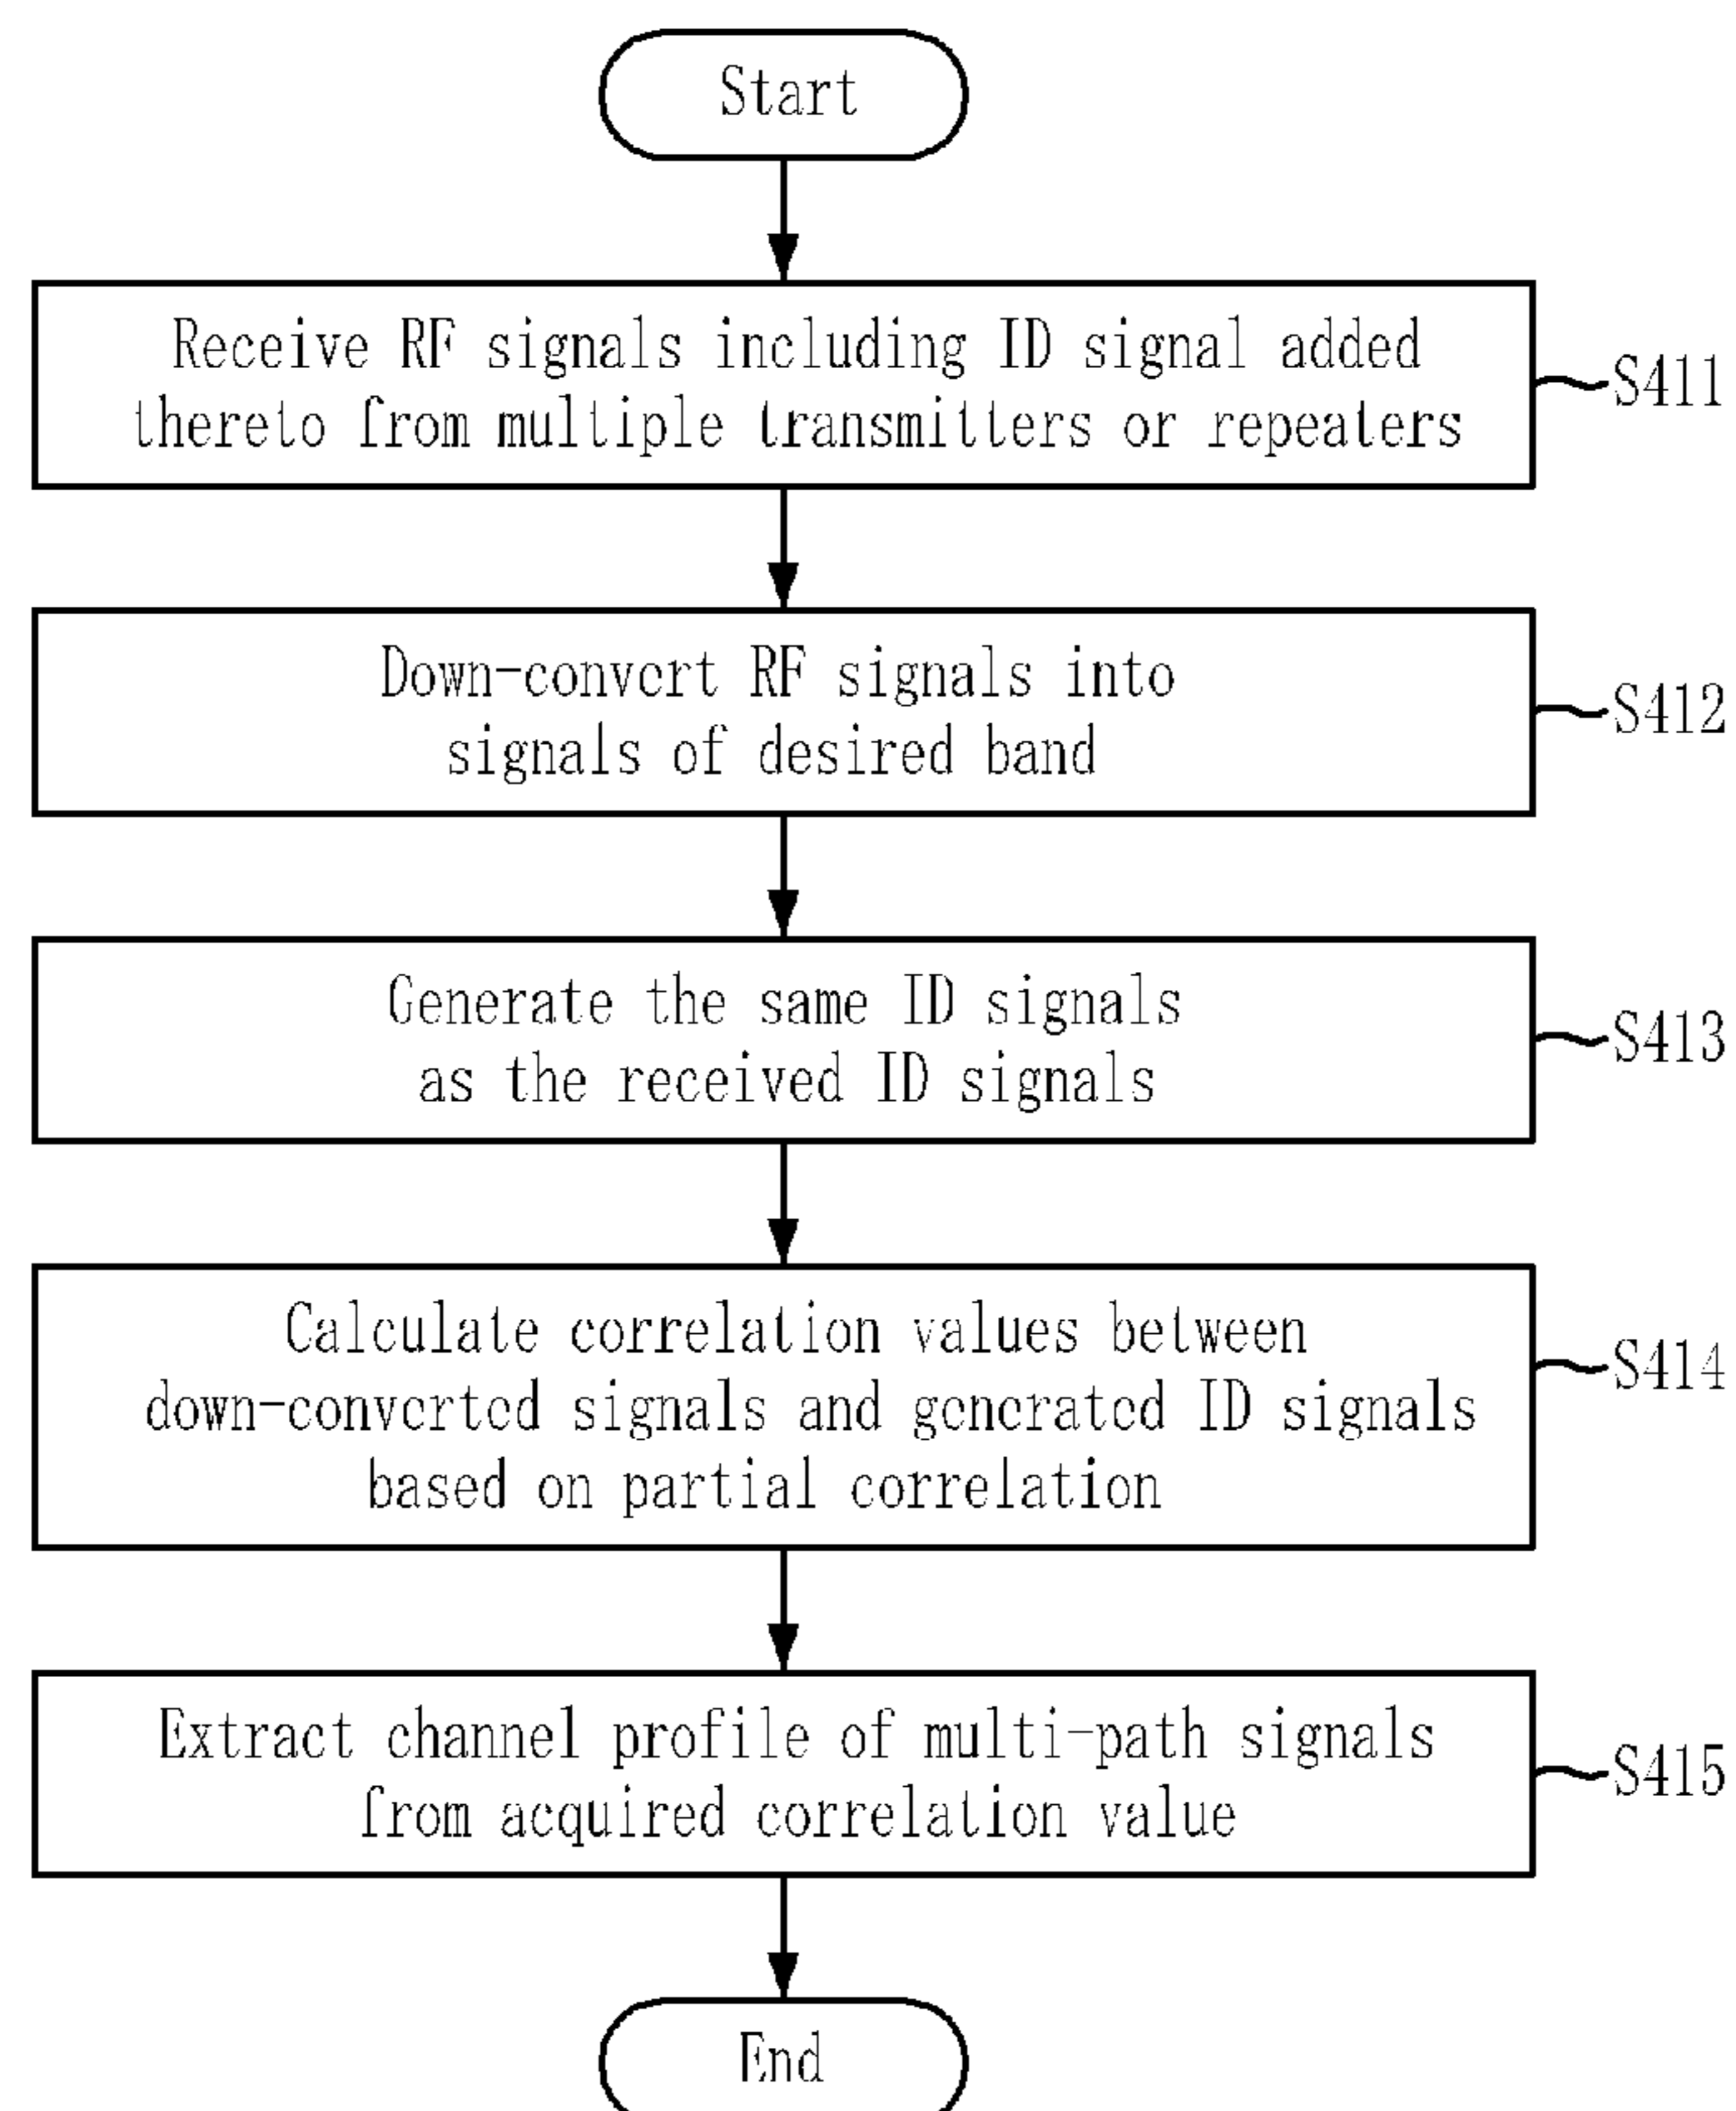 Start
Receive RF signals including ID signal added
thereto from multiple transmitters or repeaters
S411
Down-convert RF signals into
signals of desired band
S412
Generate the same ID signals
as the received ID signals
S413
Calculate correlation values between
down-converted signals and generated ID signals
based on partial correlation
S414
Extract channel profile of multi-path signals
from acquired correlation value
S415
End